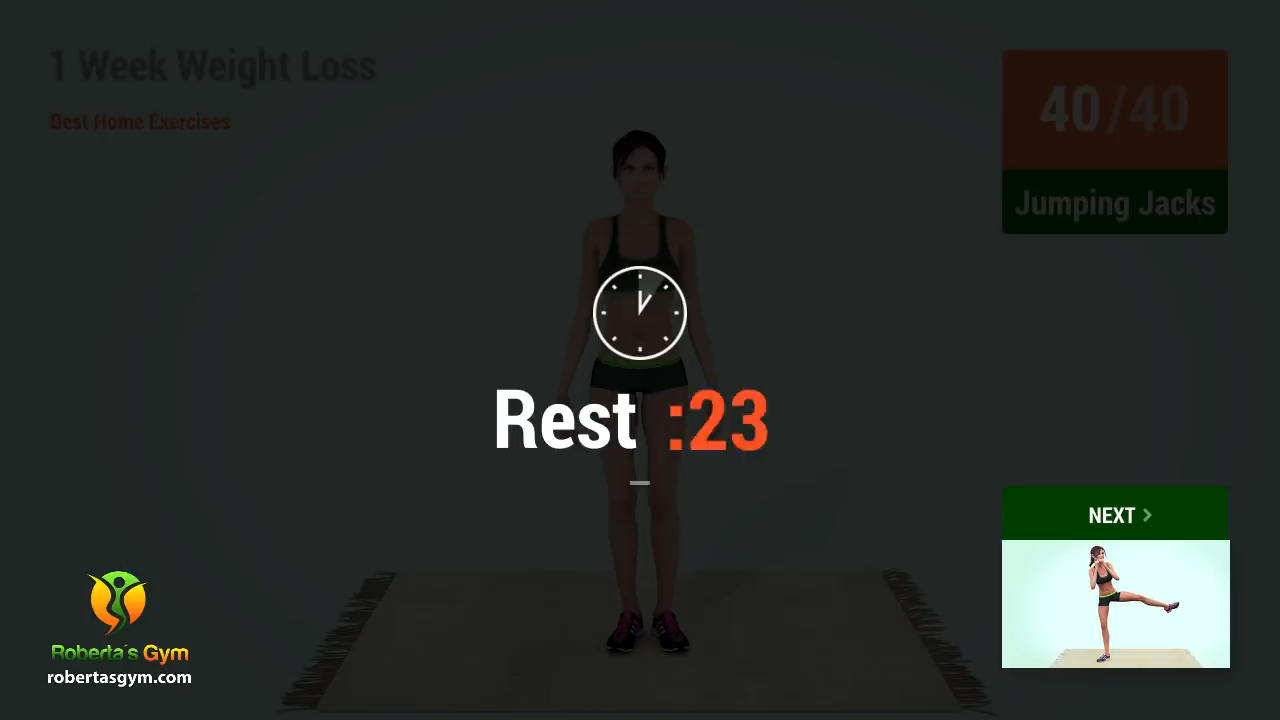 1 Week Weight Loss
Best Home Exercises
40/40
Jumping Jacks
Rest :23
NEXT >
Roberta's Gym
robertasgym.com